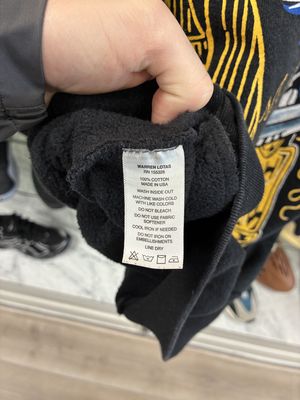 WARREN LOTAS
RN 155329
100% COTTON
MADE IN USA
WASH INSIDE OUT
MACHINE WASH COLD
WITH LIKE COLORS
DO NOT BLEACH
DO NOT USE FABRIC
SOFTENER
COOL IRON IF NEEDED
DO NOT IRON ON
EMBELLISHMENTS
LINE DRY